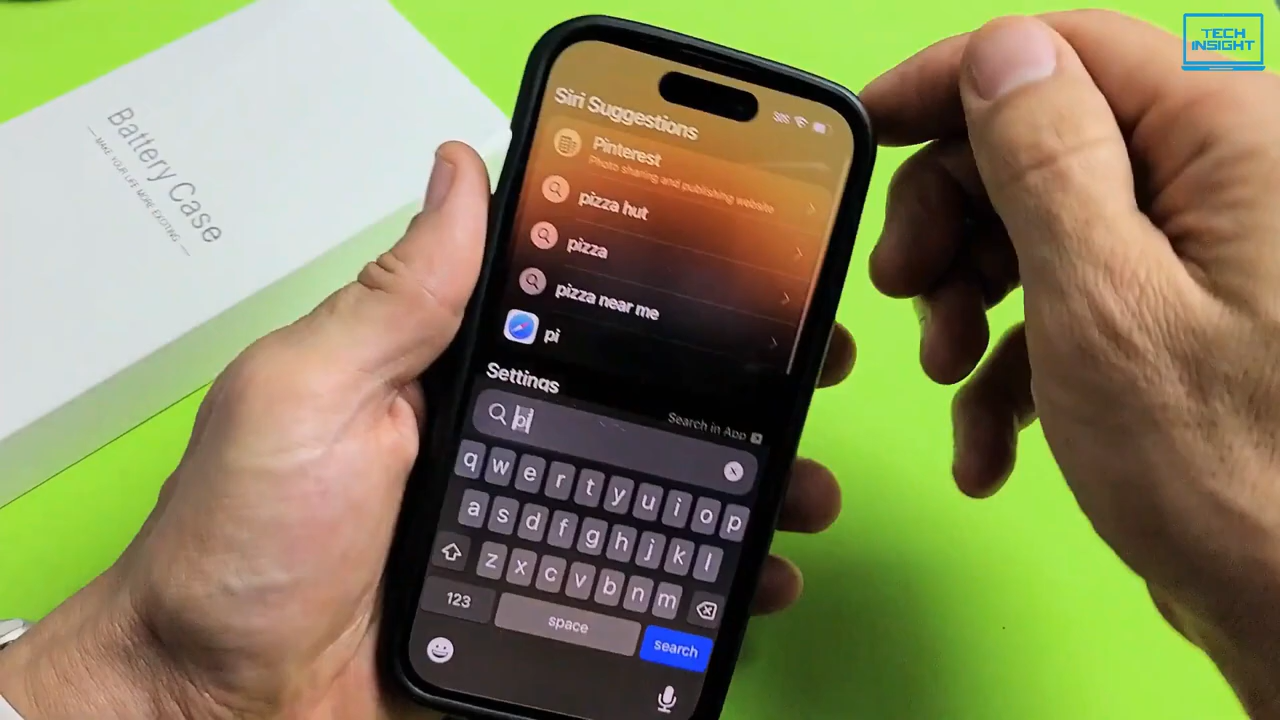 TECH
INSIGHT
Battery Case
MAKE YOUR LIFE MORE EXCITING
SOS
Siri Suggestions
Pinterest
Photo sharing and publishing website
pizza hut
pizza
pizza near me
pi
Settings
Search in App
pi
q w e r t y u i o p
a s d f g h j k l
z x c v b n m
123
space
search